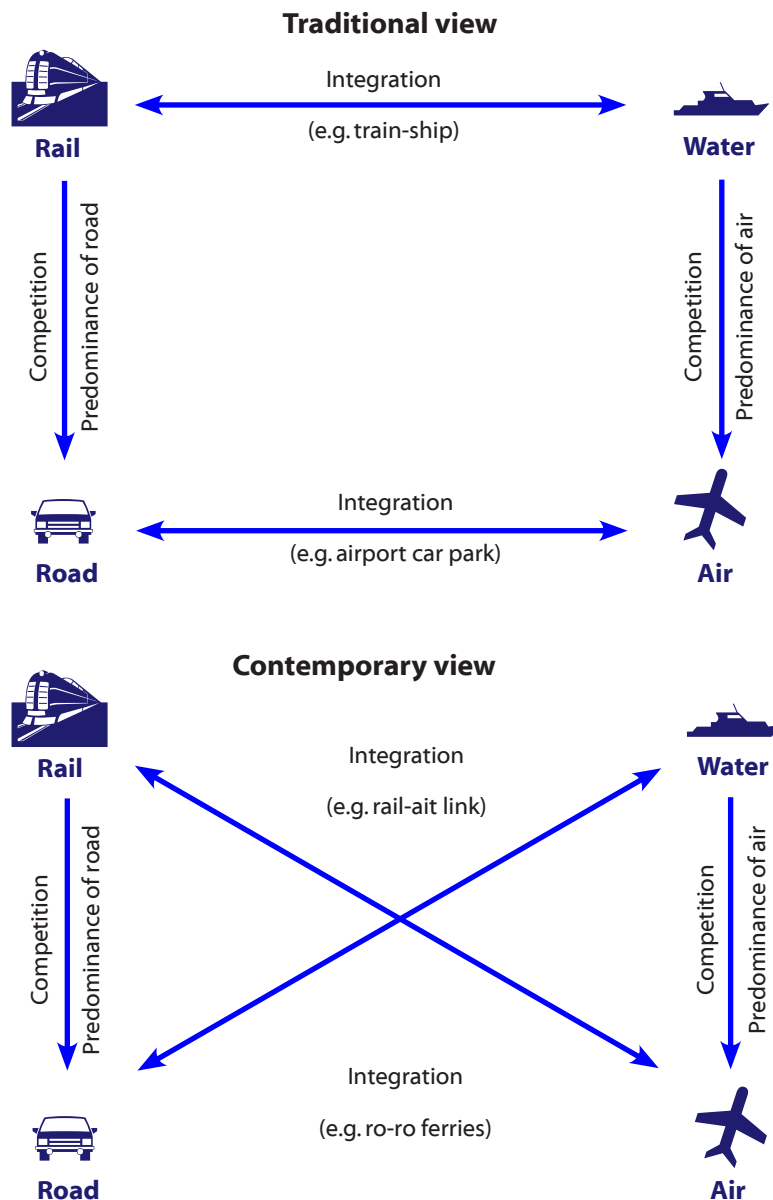 Traditional view
Integration
(e.g. train-ship)
Rail
Water
Competition
Predominance of road
Competition
Predominance of air
Integration
(e.g. airport car park)
Road
Air
Contemporary view
Rail
Water
Integration
(e.g. rail-ait link)
Competition
Predominance of road
Competition
Predominance of air
Integration
(e.g. ro-ro ferries)
Road
Air